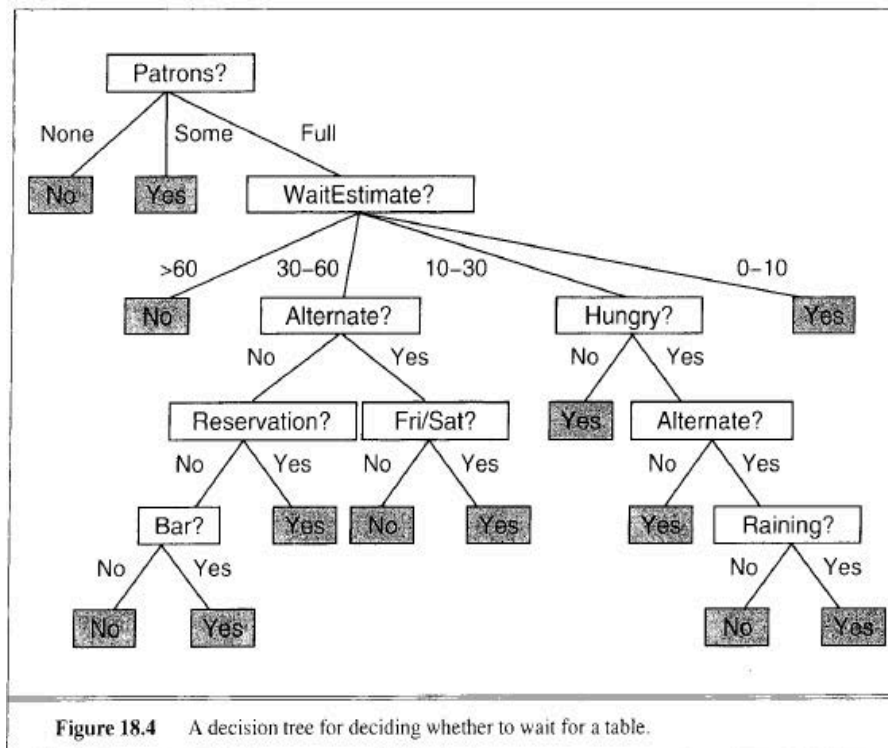 Patrons?
None Some Full
No Yes WaitEstimate?
>60 30–60 10–30 0–10
No Alternate? Hungry? Yes
No Yes No Yes
Reservation? Fri/Sat? Yes Alternate?
No Yes No Yes No Yes
Bar? Yes No Yes Yes Raining?
No Yes No Yes
No Yes No Yes
Figure 18.4 A decision tree for deciding whether to wait for a table.